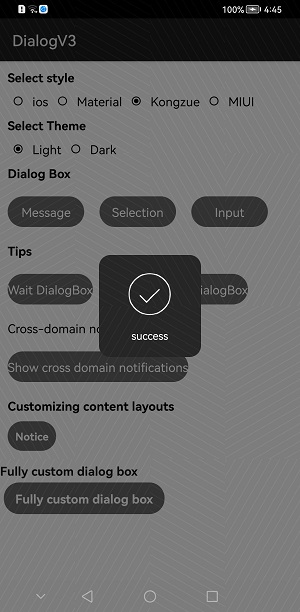 100% 4:45
DialogV3
Select style
ios Material Kongzue MIUI
Select Theme
Light Dark
Dialog Box
Message Selection Input
Tips
Wait DialogBox ialogBox
success
Cross-domain no
Show cross domain notifications
Customizing content layouts
Notice
Fully custom dialog box
Fully custom dialog box